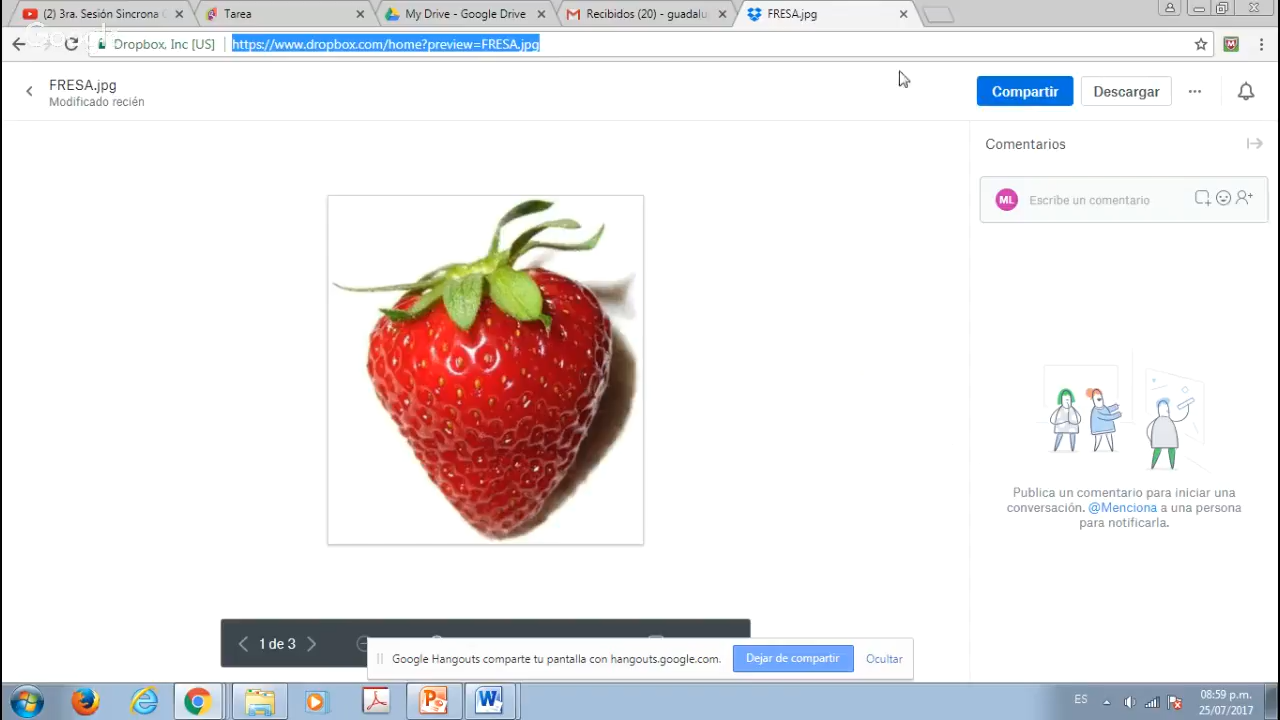 (2) 3ra. Sesión Sincrona
Tarea
My Drive - Google Drive
Recibidos (20) - guadalu
FRESA.jpg
Google
Dropbox, Inc [US]
https://www.dropbox.com/home?preview=FRESA.jpg
FRESA.jpg
Modificado recién
Compartir
Descargar
Comentarios
ML
Escribe un comentario
Publica un comentario para iniciar una
conversación. @Menciona a una persona
para notificarla.
1 de 3
Google Hangouts comparte tu pantalla con hangouts.google.com.
Dejar de compartir
Ocultar
ES
08:59 p.m.
25/07/2017